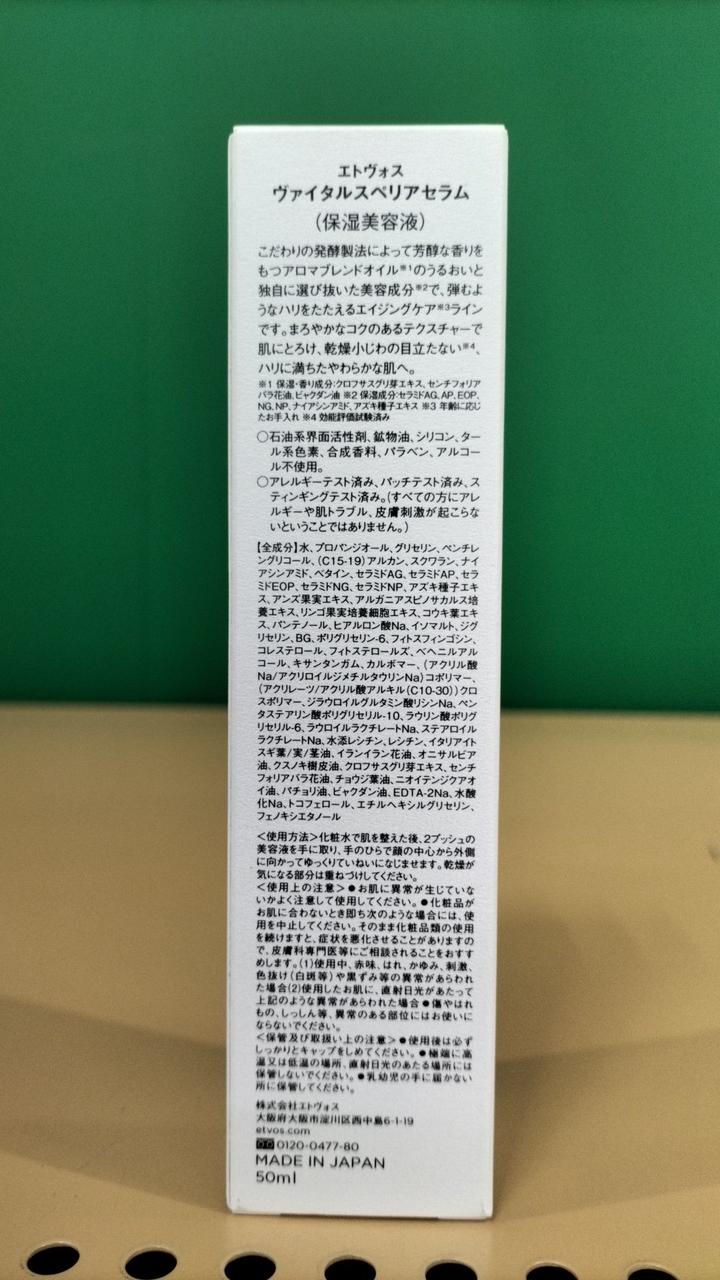 エトヴォス
ヴァイタルスペリアセラム
（保湿美容液）
こだわりの発酵製法によって芳醇な香りを
もつアロマブレンドオイル※1のうるおいと
独自に選び抜いた美容成分※2で、弾むよ
うなハリをたたえるエイジングケア※3ライン
です。まろやかなコクのあるテクスチャーで
肌にとろけ、乾燥小じわの目立たない※4、
ハリに満ちたやわらかな肌へ。
※1 保湿・香り成分:クロフサスグリ芽エキス、センチフォリア
バラ花油、ビャクダン油 ※2 保湿成分:セラミドAG、AP、EOP、
NG、NP、ナイアシンアミド、アズキ種子エキス ※3 年齢に応じ
たお手入れ ※4 効能評価試験済み
○石油系界面活性剤、鉱物油、シリコン、ター
ル系色素、合成香料、パラベン、アルコー
ル不使用。
○アレルギーテスト済み、パッチテスト済み、ス
ティンギングテスト済み。(すべての方にアレ
ルギーや肌トラブル、皮膚刺激が起こらな
いということではありません。)
【全成分】水、プロパンジオール、グリセリン、ペンチレ
ングリコール、(C15-19)アルカン、スクワラン、ナイ
アシンアミド、ベタイン、セラミドAG、セラミドAP、セラ
ミドEOP、セラミドNG、セラミドNP、アズキ種子エキ
ス、アンズ果実エキス、アルガニアスピノサカルス培
養エキス、リンゴ果実培養細胞エキス、コウキ葉エキ
ス、パンテノール、ヒアルロン酸Na、イソマルト、ジグ
リセリン、BG、ポリグリセリン-6、フィトスフィンゴシン、
コレステロール、フィトステロールズ、ベヘニルアル
コール、キサンタンガム、カルボマー、(アクリル酸
Na/アクリロイルジメチルタウリンNa)コポリマー、
(アクリレーツ/アクリル酸アルキル(C10-30))クロ
スポリマー、ジラウロイルグルタミン酸リシンNa、ペン
タステアリン酸ポリグリセリル-10、ラウリン酸ポリグ
リセリル-6、ラウロイルラクチレートNa、ステアロイル
ラクチレートNa、水添レシチン、レシチン、イタリアイト
スギ葉/実/茎油、イランイラン花油、オニサルビア
油、クスノキ樹皮油、クロフサスグリ芽エキス、センチ
フォリアバラ花油、チョウジ葉油、ニオイテンジクアオ
イ油、パチョリ油、ビャクダン油、EDTA-2Na、水酸
化Na、トコフェロール、エチルヘキシルグリセリン、
フェノキシエタノール
＜使用方法＞化粧水で肌を整えた後、2プッシュの
美容液を手に取り、手のひらで顔の中心から外側
に向かってゆっくりていねいになじませます。乾燥が
気になる部分は重ねづけしてください。
＜使用上の注意＞●お肌に異常が生じていな
いかよく注意して使用してください。●化粧品が
お肌に合わないとき即ち次のような場合には、使
用を中止してください。そのまま化粧品類の使用
を続けますと、症状を悪化させることがありますの
で、皮膚科専門医等にご相談されることをおすす
めします。(1)使用中、赤味、はれ、かゆみ、刺激、
色抜け(白斑等)や黒ずみ等の異常があらわれ
た場合(2)使用したお肌に、直射日光があたって
上記のような異常があらわれた場合●傷やはれ
もの、しっしん等、異常のある部位にはお使いに
ならないでください。
＜保管及び取扱い上の注意＞●使用後は必ず
しっかりとキャップをしめてください。●極端に高
温又は低温の場所、直射日光のあたる場所には
保管しないでください。●乳幼児の手に届かない
所に保管してください。
株式会社エトヴォス
大阪府大阪市淀川区西中島6-1-19
etvos.com
0120-0477-80
MADE IN JAPAN
50ml